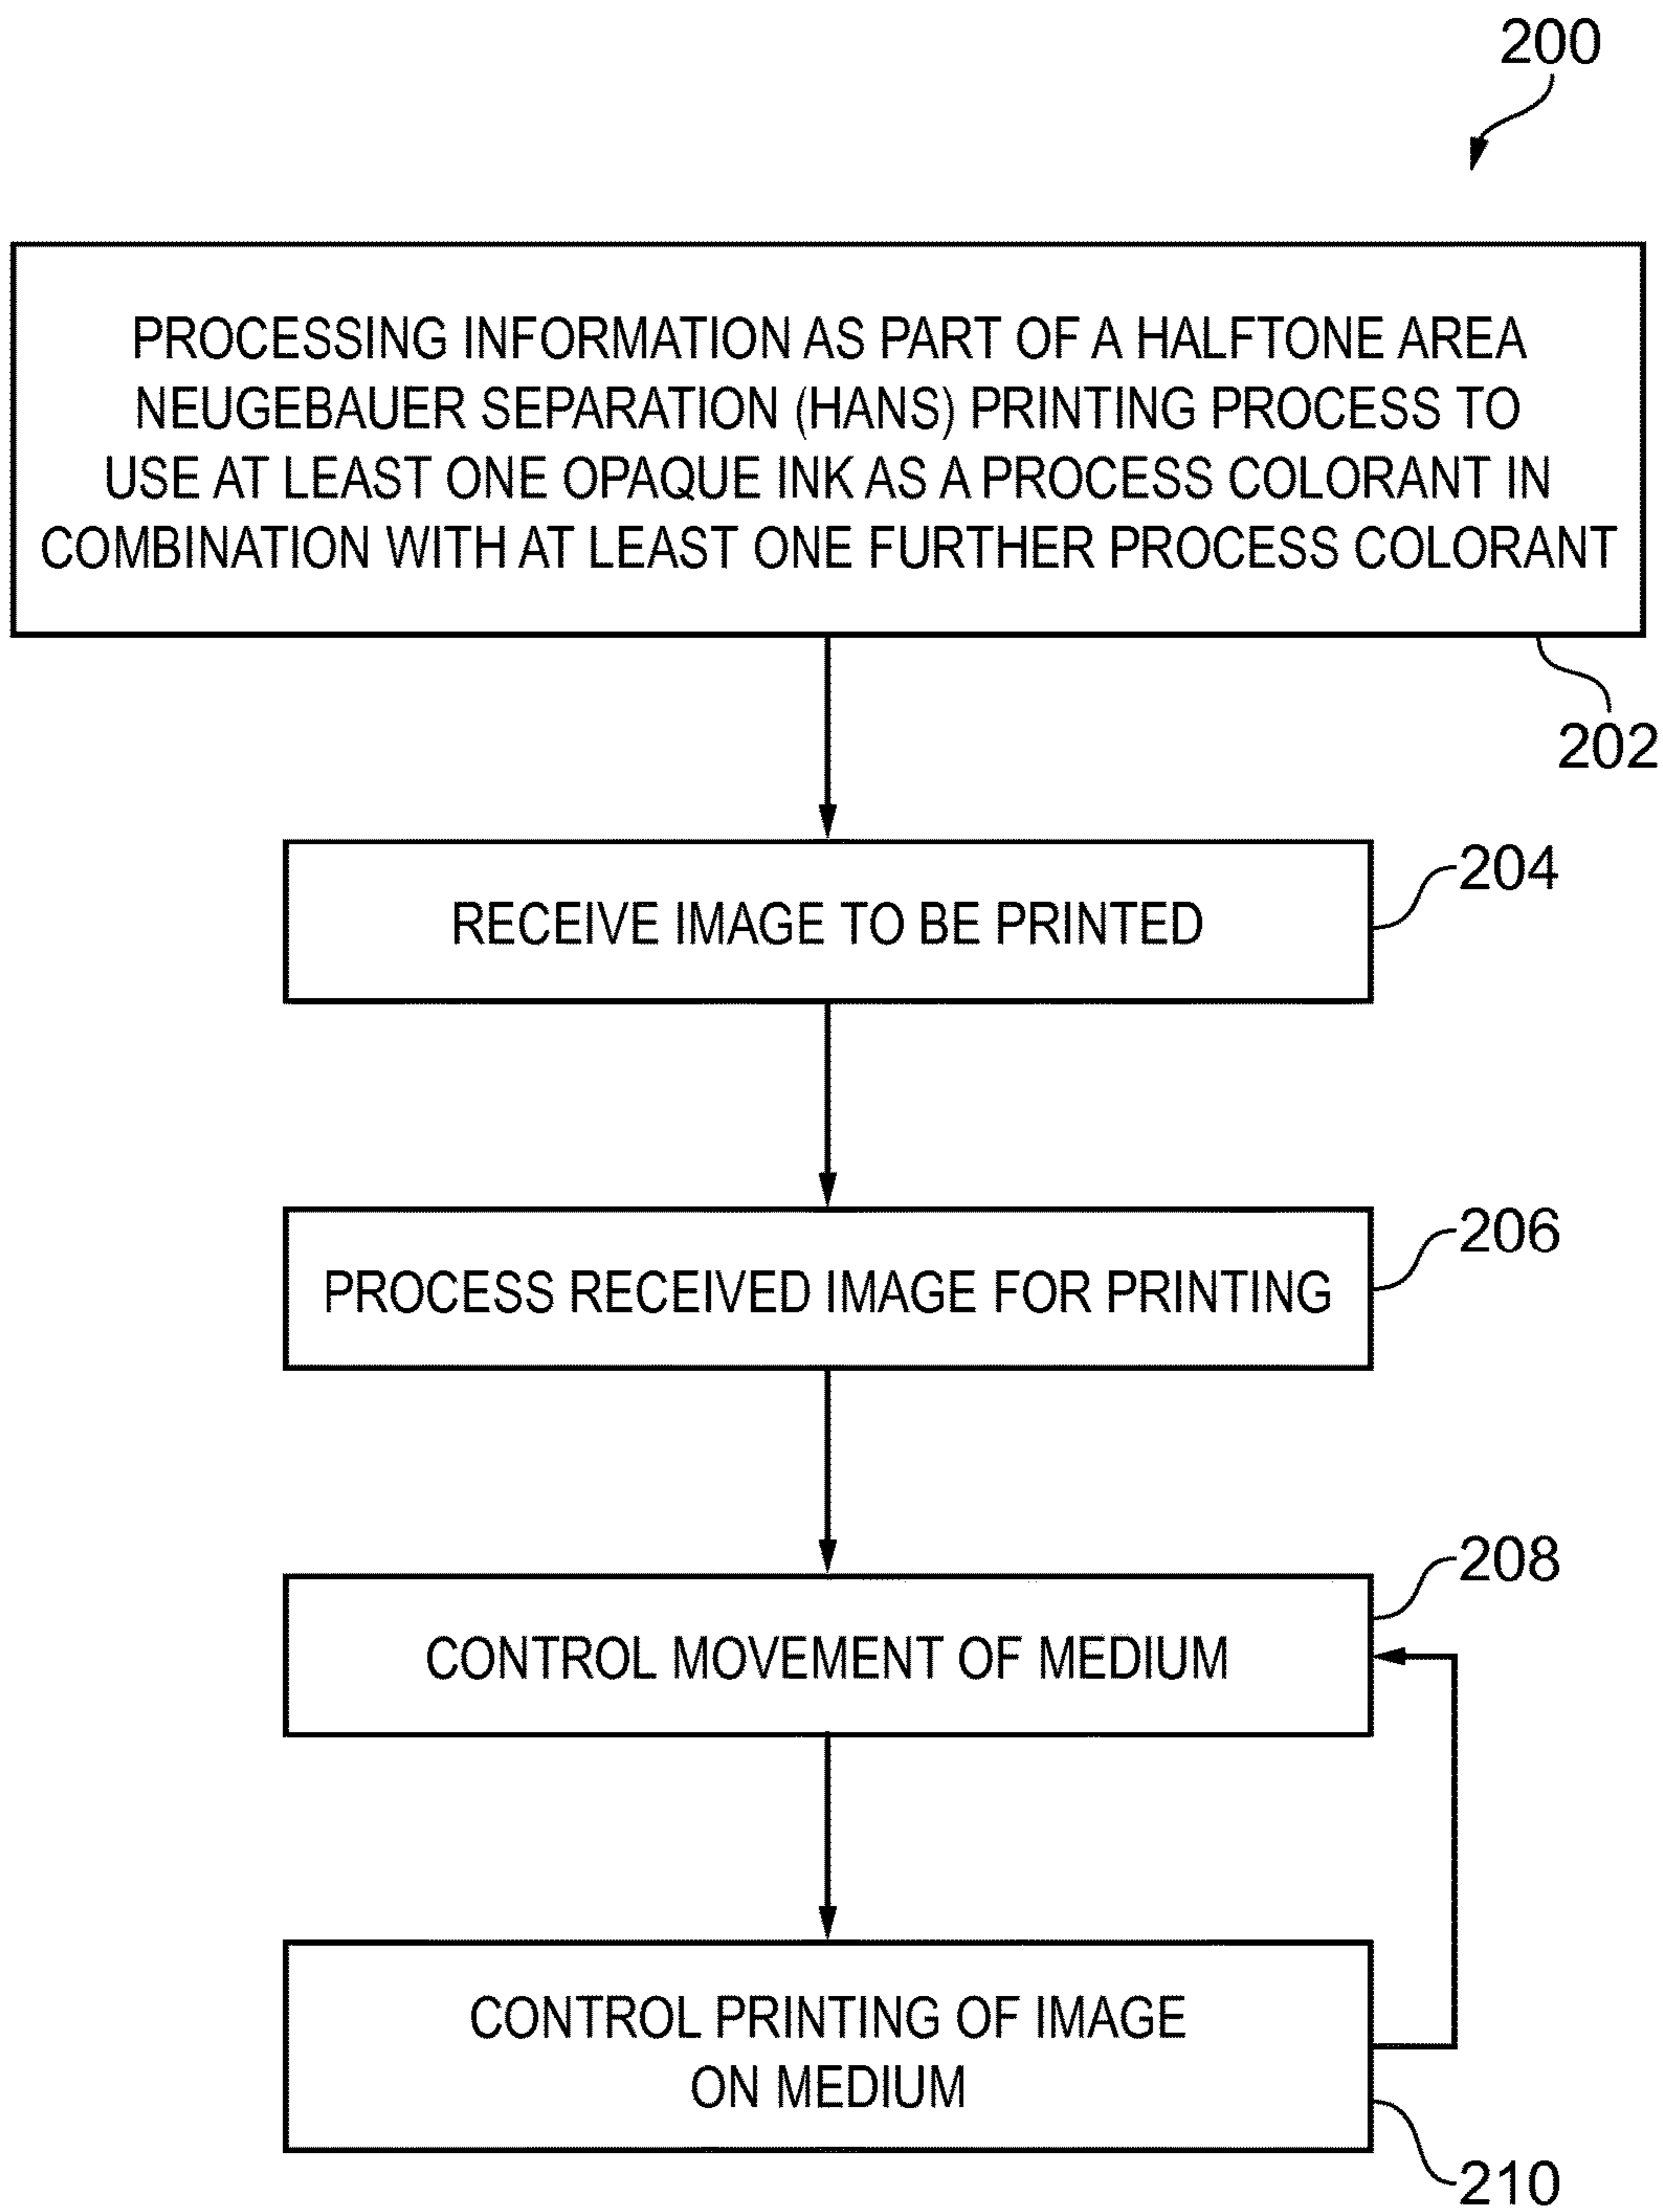 200
PROCESSING INFORMATION AS PART OF A HALFTONE AREA
NEUGEBAUER SEPARATION (HANS) PRINTING PROCESS TO
USE AT LEAST ONE OPAQUE INK AS A PROCESS COLORANT IN
COMBINATION WITH AT LEAST ONE FURTHER PROCESS COLORANT
202
204
RECEIVE IMAGE TO BE PRINTED
206
PROCESS RECEIVED IMAGE FOR PRINTING
208
CONTROL MOVEMENT OF MEDIUM
CONTROL PRINTING OF IMAGE
ON MEDIUM
210